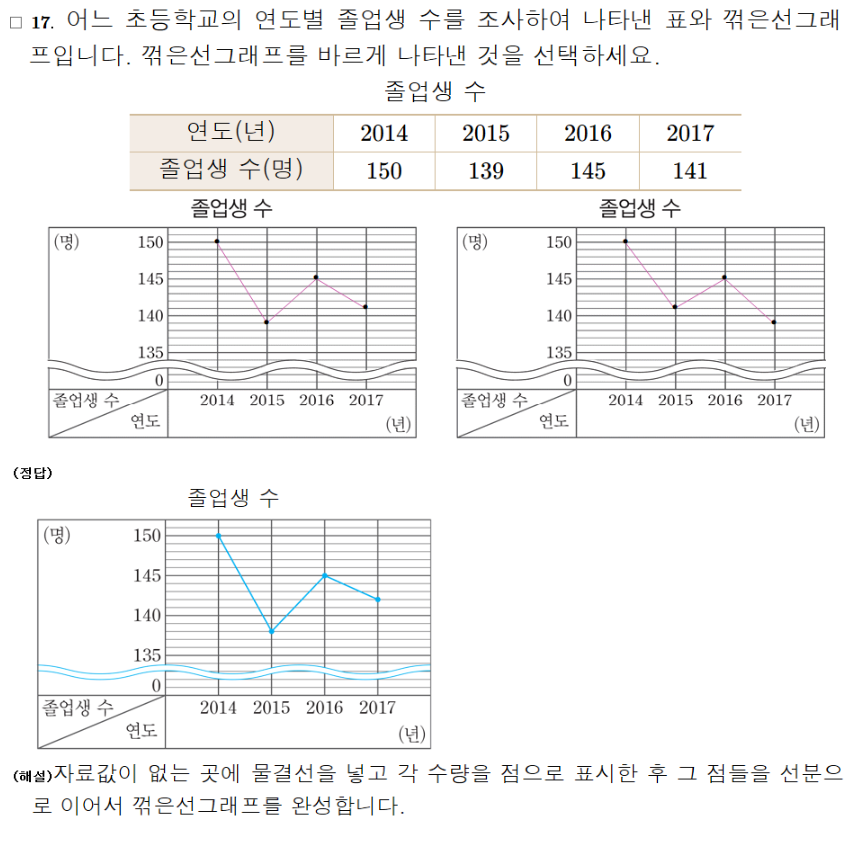 □ 17. 어느 초등학교의 연도별 졸업생 수를 조사하여 나타낸 표와 꺾은선그래
프입니다. 꺾은선그래프를 바르게 나타낸 것을 선택하세요.
졸업생 수
연도(년) 2014 2015 2016 2017
졸업생 수(명) 150 139 145 141
졸업생 수
(명)
150
145
140
135
0
졸업생 수
연도
2014 2015 2016 2017
(년)
졸업생 수
(명)
150
145
140
135
0
졸업생 수
연도
2014 2015 2016 2017
(년)
(정답)
졸업생 수
(명)
150
145
140
135
0
졸업생 수
연도
2014 2015 2016 2017
(년)
(해설)자료값이 없는 곳에 물결선을 넣고 각 수량을 점으로 표시한 후 그 점들을 선분으
로 이어서 꺾은선그래프를 완성합니다.